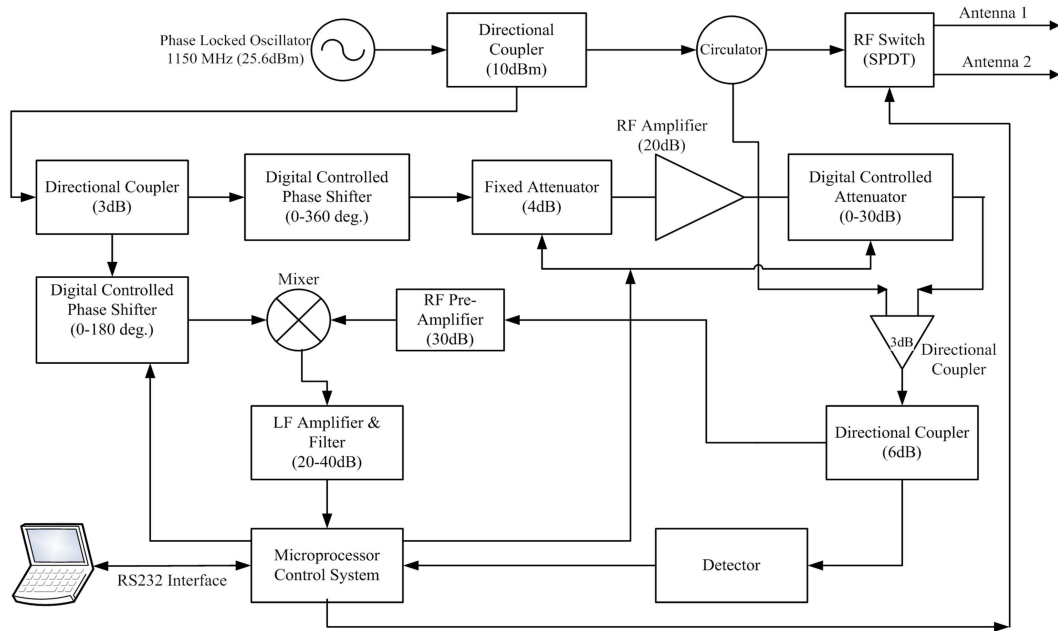 Phase Locked Oscillator
1150 MHz (25.6dBm)
Directional
Coupler
(10dBm)
Circulator
RF Switch
(SPDT)
Antenna 1
Antenna 2
Directional Coupler
(3dB)
Digital Controlled
Phase Shifter
(0-360 deg.)
Fixed Attenuator
(4dB)
RF Amplifier
(20dB)
Digital Controlled
Attenuator
(0-30dB)
Digital Controlled
Phase Shifter
(0-180 deg.)
Mixer
RF Pre-
Amplifier
(30dB)
3dB
Directional
Coupler
LF Amplifier &
Filter
(20-40dB)
Directional Coupler
(6dB)
RS232 Interface
Microprocessor
Control System
Detector